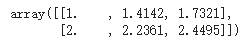 array([[1.    , 1.4142, 1.7321],
       [2.    , 2.2361, 2.4495]])